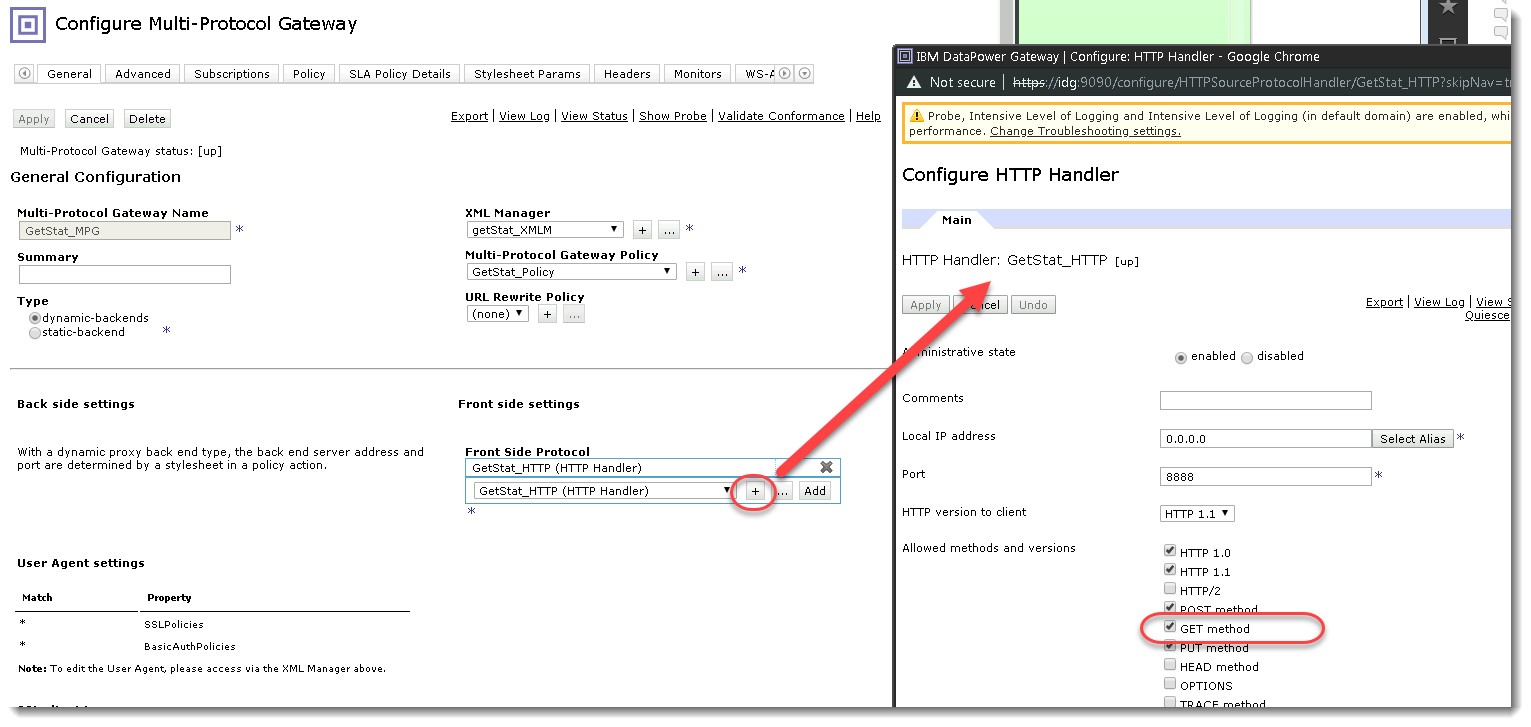 Configure Multi-Protocol Gateway
General Advanced Subscriptions Policy SLA Policy Details Stylesheet Params Headers Monitors WS-A
Apply Cancel Delete
Export | View Log | View Status | Show Probe | Validate Conformance | Help
Multi-Protocol Gateway status: [up]
General Configuration
Multi-Protocol Gateway Name
GetStat_MPG *
Summary
Type
dynamic-backends
static-backend *
XML Manager
getStat_XMLM + ... *
Multi-Protocol Gateway Policy
GetStat_Policy + ... *
URL Rewrite Policy
(none) + ...
Back side settings
With a dynamic proxy back end type, the back end server address and
port are determined by a stylesheet in a policy action.
Front side settings
Front Side Protocol
GetStat_HTTP (HTTP Handler)
GetStat_HTTP (HTTP Handler) + ... Add
*
User Agent settings
Match Property
* SSLPolicies
* BasicAuthPolicies
Note: To edit the User Agent, please access via the XML Manager above.
IBM DataPower Gateway | Configure: HTTP Handler - Google Chrome
Not secure | https://idg:9090/configure/HTTPSourceProtocolHandler/GetStat_HTTP?skipNav=tr
Probe, Intensive Level of Logging and Intensive Level of Logging (in default domain) are enabled, whi
performance. Change Troubleshooting settings.
Configure HTTP Handler
Main
HTTP Handler: GetStat_HTTP [up]
Apply Cancel Undo
Export | View Log | View S
Quiesce
Administrative state enabled disabled
Comments
Local IP address 0.0.0.0 Select Alias *
Port 8888 *
HTTP version to client HTTP 1.1
Allowed methods and versions
HTTP 1.0
HTTP 1.1
HTTP/2
POST method
GET method
PUT method
HEAD method
OPTIONS
TRACE method